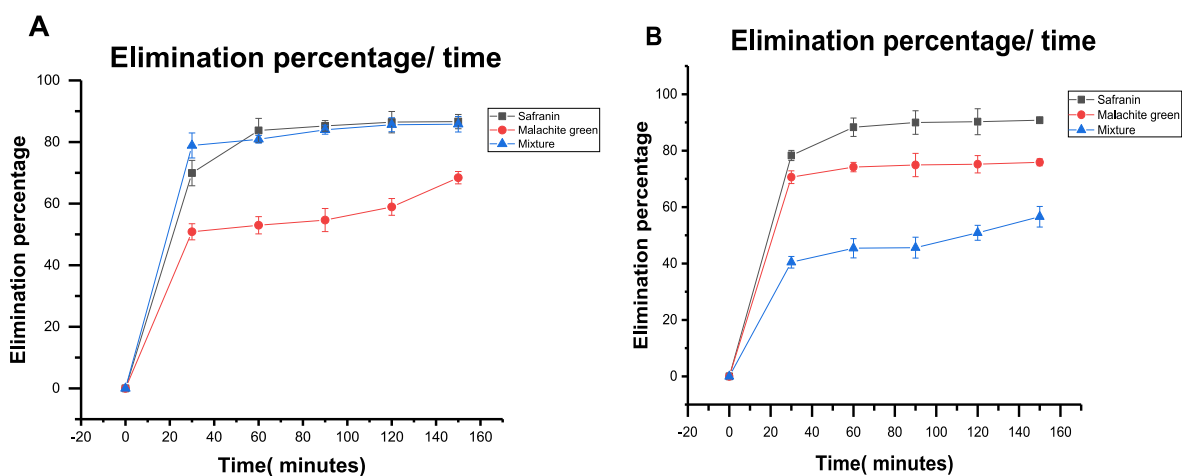 A
Elimination percentage/ time
100
80
60
40
20
0
-20 0 20 40 60 80 100 120 140 160
Elimination percentage
Time( minutes)
Safranin
Malachite green
Mixture
B
Elimination percentage/ time
100
80
60
40
20
0
-20 0 20 40 60 80 100 120 140 160
Elimination percentage
Time( minutes)
Safranin
Malachite green
Mixture